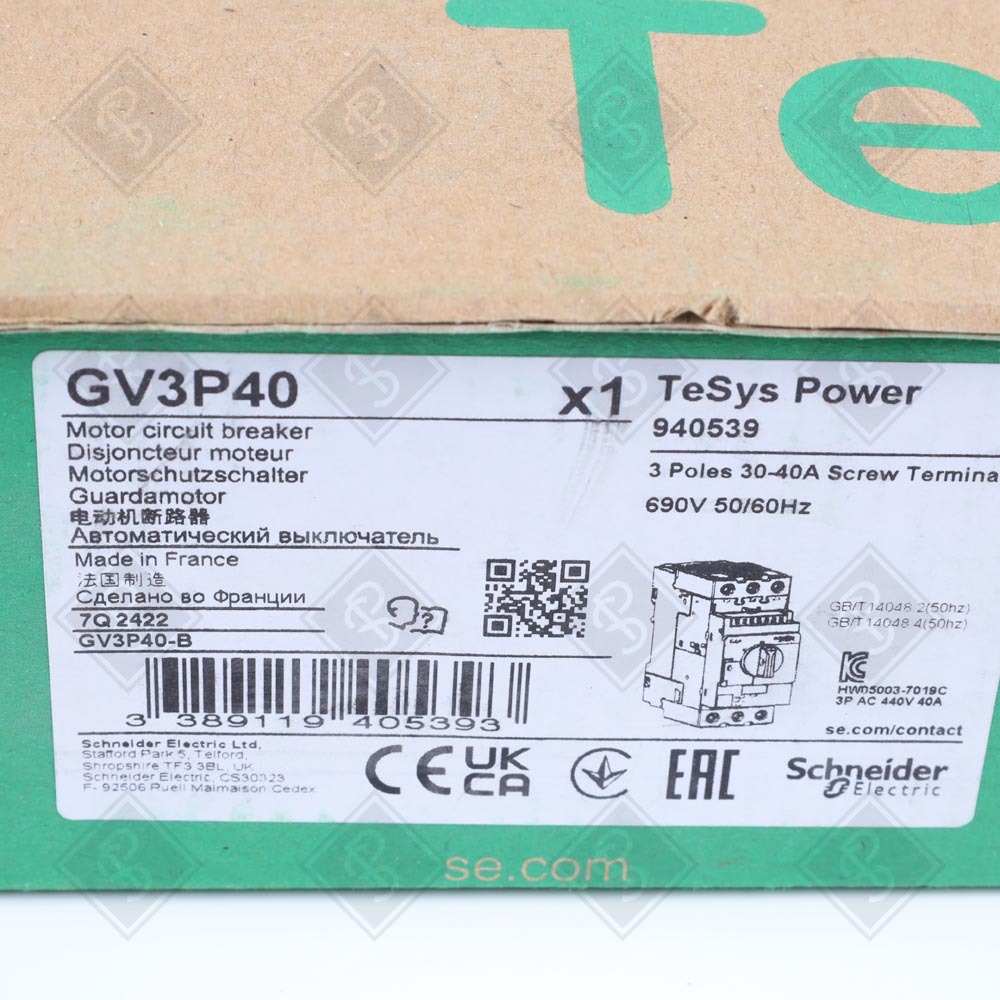 Te
GV3P40
x1
Motor circuit breaker
Disjoncteur moteur
Motorschutzschalter
Guardamotor
电动机断路器
Автоматический выключатель
Made in France
法国制造
Сделано во Франции
7Q 2422
GV3P40-B
3 389119 405393
Schneider Electric Ltd,
Stafford Park 5, Telford,
Shropshire TF3 3BL, UK
Schneider Electric, CS30323
F- 92506 Rueil Malmaison Cedex
TeSys Power
940539
3 Poles 30-40A Screw Termina
690V 50/60Hz
GB/T14048.2(50hz)
GB/T14048.4(50hz)
HW05003-7019C
3P AC 440V 40A
se.com/contact
CE
UK
CA
EAC
Schneider
Electric
se.com